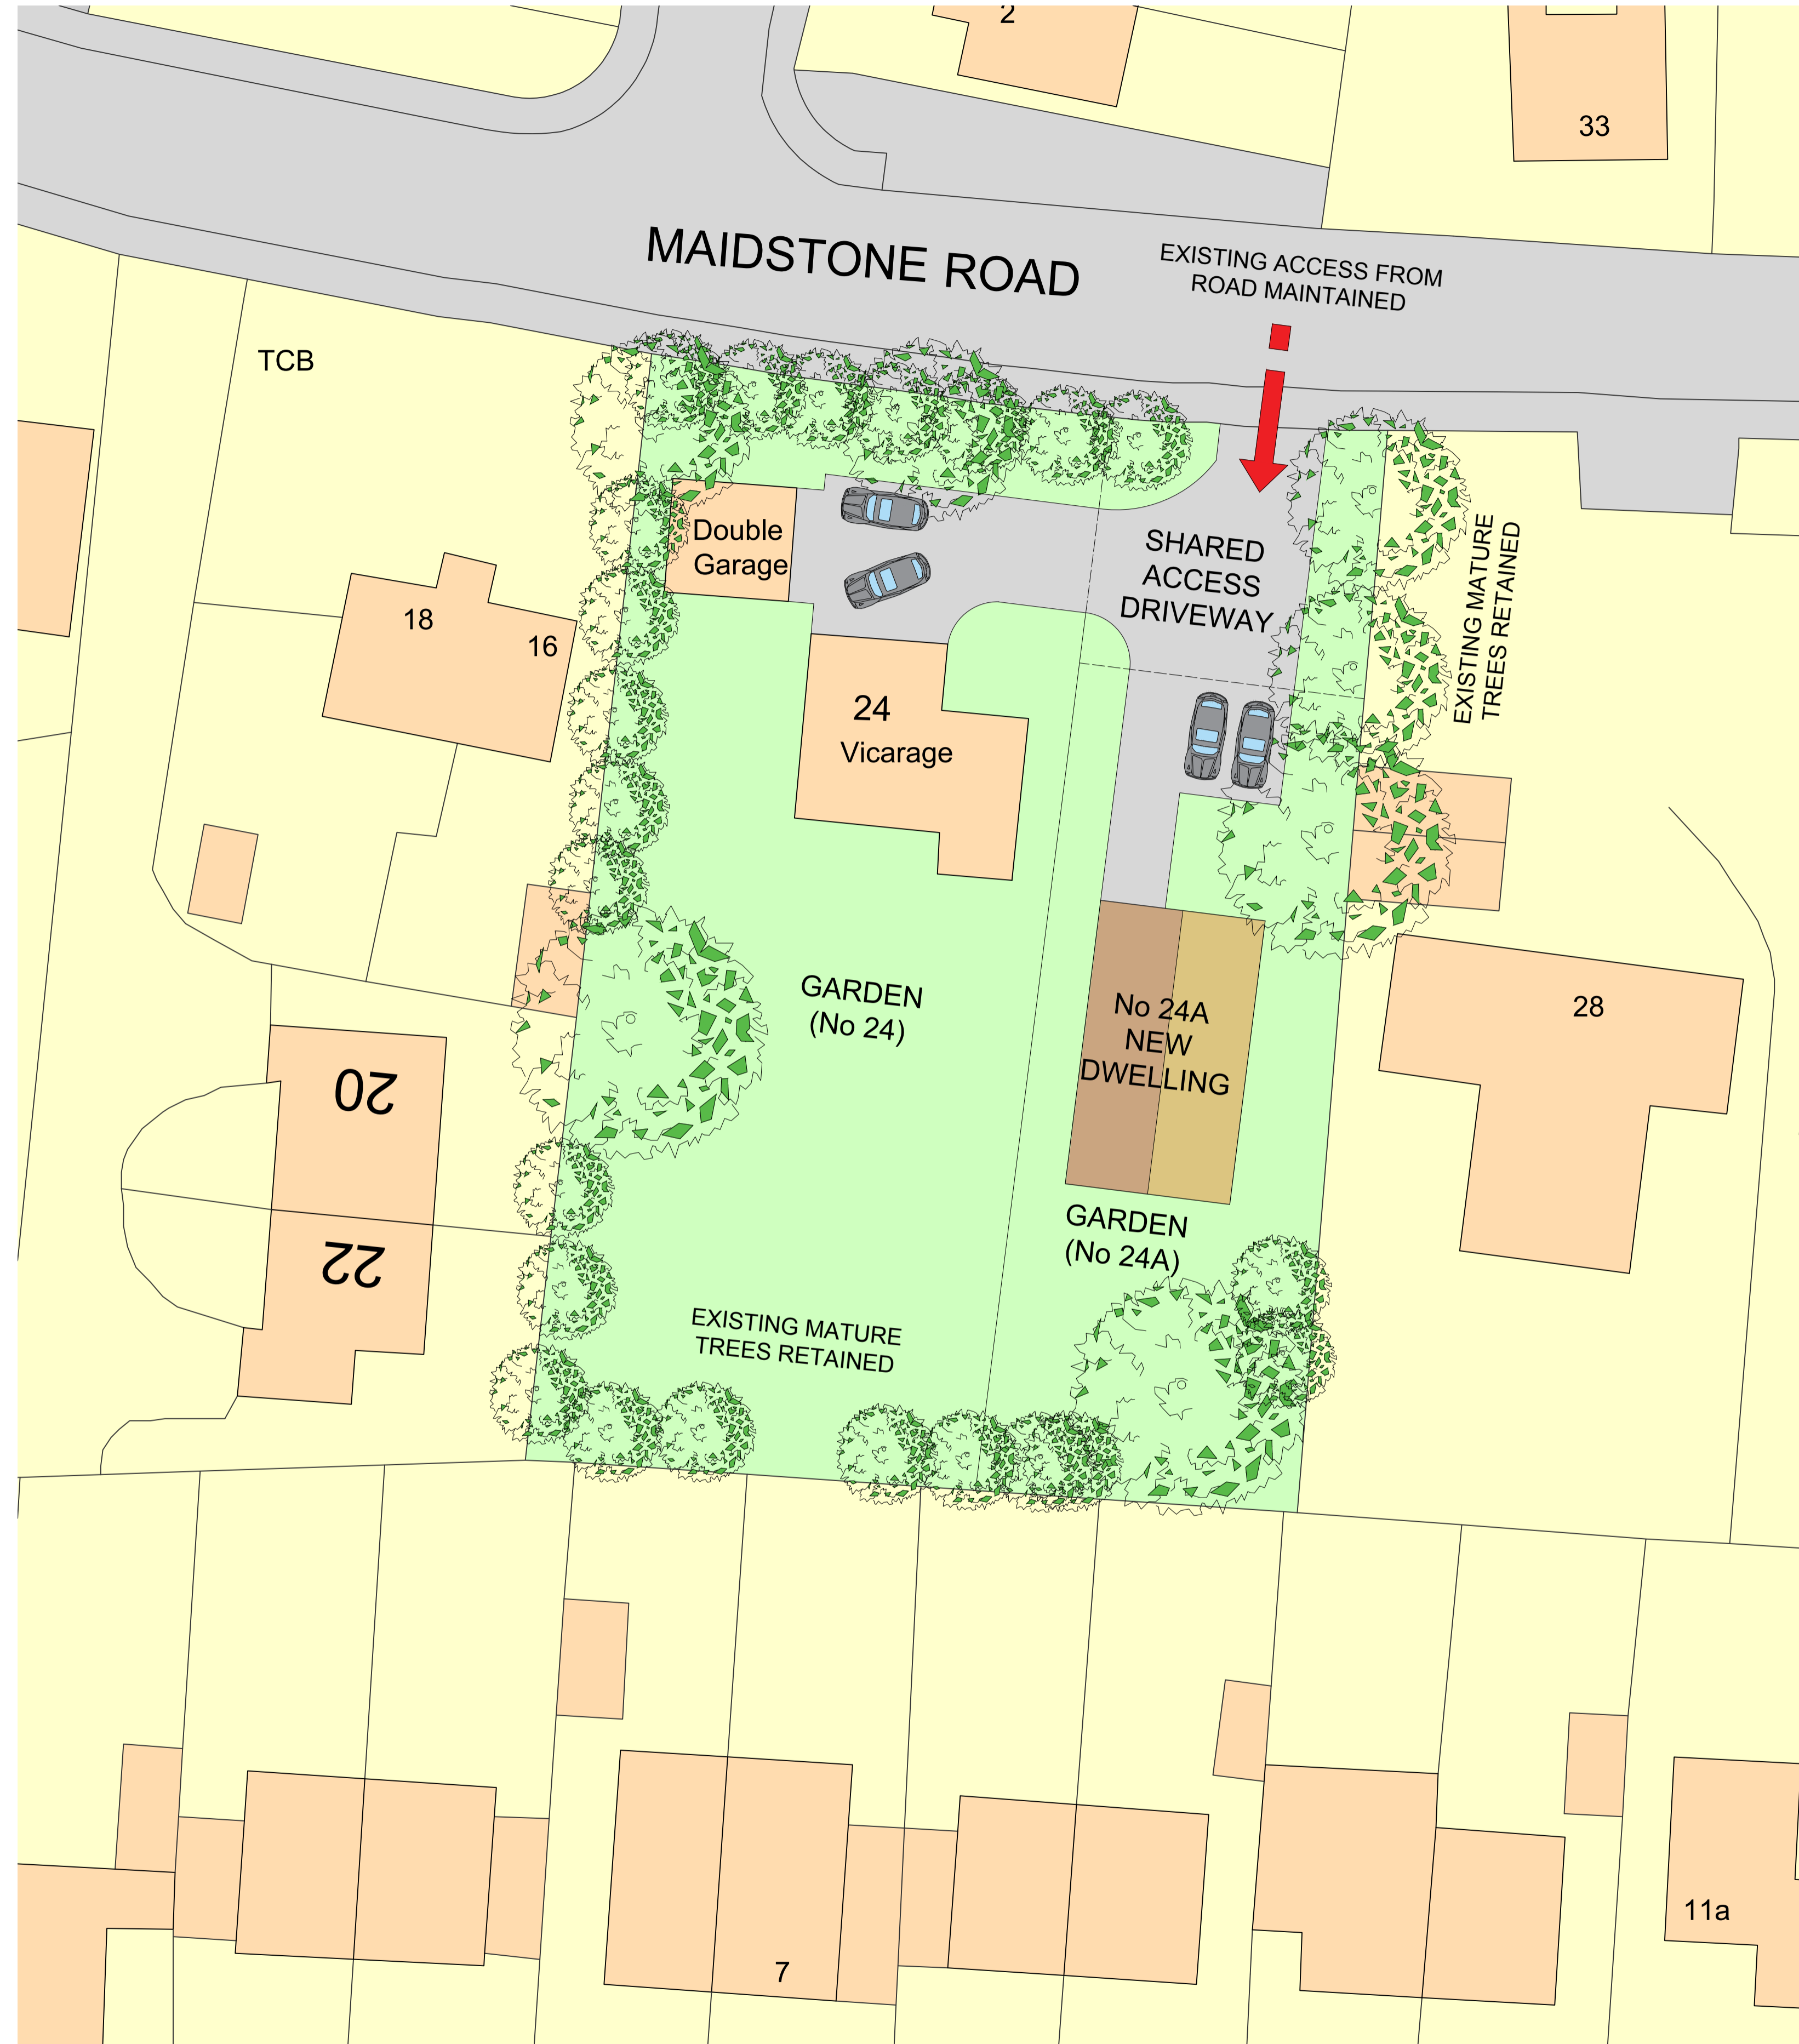 2
33
MAIDSTONE ROAD
EXISTING ACCESS FROM
ROAD MAINTAINED
TCB
Double
Garage
SHARED
ACCESS
DRIVEWAY
EXISTING MATURE
TREES RETAINED
18
16
24
Vicarage
GARDEN
(No 24)
No 24A
NEW
DWELLING
28
20
22
GARDEN
(No 24A)
EXISTING MATURE
TREES RETAINED
7
11a